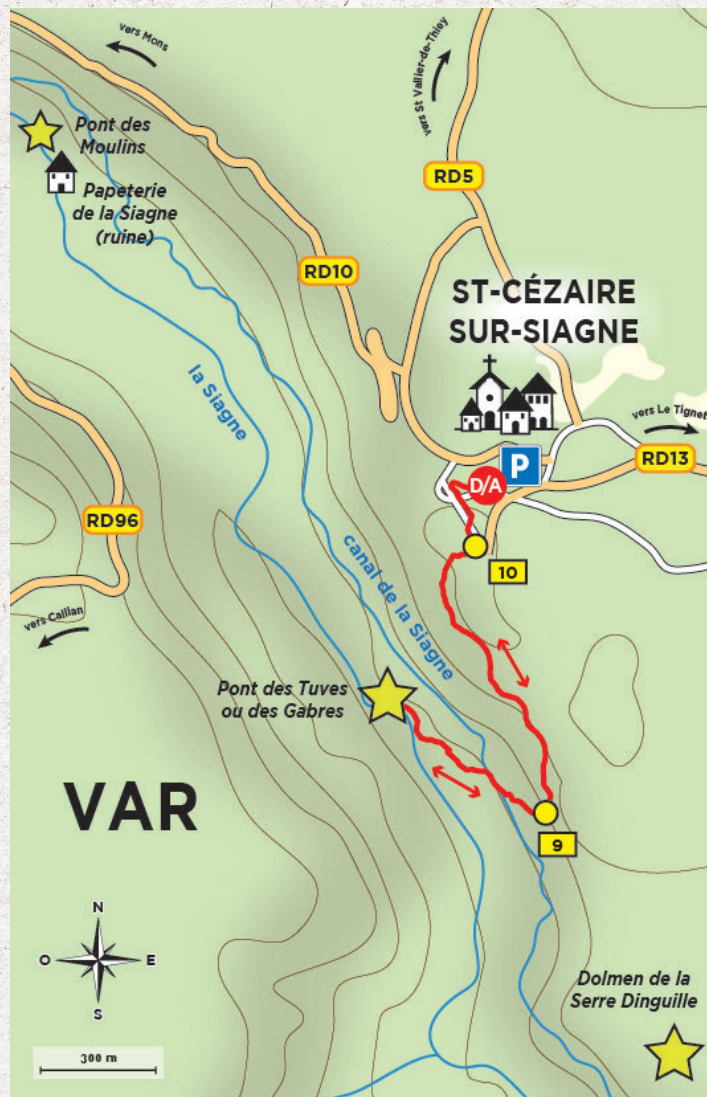 vers Mons
vers St Vallier-de-Thiey
Pont des
Moulins
Papeterie
de la Siagne
(ruine)
RD5
RD10
ST-CÉZAIRE
SUR-SIAGNE
la Siagne
vers Le Tignet
P
RD13
D/A
RD96
10
canal de la Siagne
vers Callian
Pont des Tuves
ou des Gabres
VAR
9
N
O
E
S
Dolmen de la
Serre Dinguille
300 m